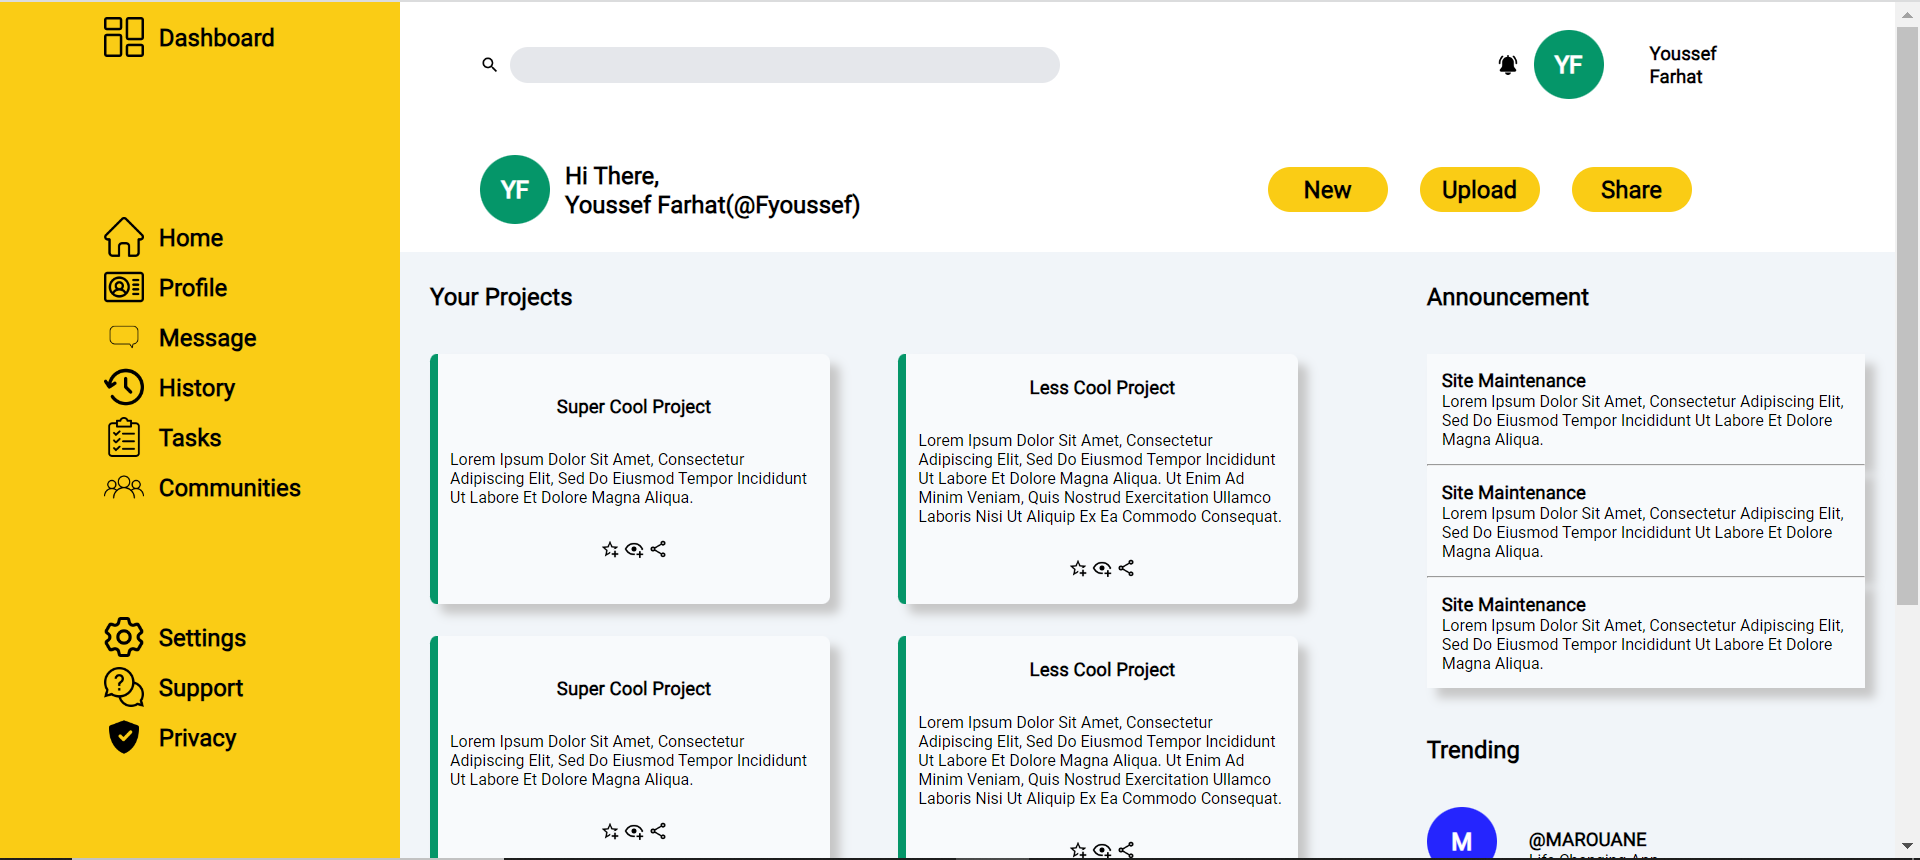 Dashboard
Home
Profile
Message
History
Tasks
Communities
Settings
Support
Privacy
YF
Youssef
Farhat
YF
Hi There,
Youssef Farhat(@Fyoussef)
New
Upload
Share
Your Projects
Super Cool Project
Lorem Ipsum Dolor Sit Amet, Consectetur
Adipiscing Elit, Sed Do Eiusmod Tempor Incididunt
Ut Labore Et Dolore Magna Aliqua.
Less Cool Project
Lorem Ipsum Dolor Sit Amet, Consectetur
Adipiscing Elit, Sed Do Eiusmod Tempor Incididunt
Ut Labore Et Dolore Magna Aliqua. Ut Enim Ad
Minim Veniam, Quis Nostrud Exercitation Ullamco
Laboris Nisi Ut Aliquip Ex Ea Commodo Consequat.
Super Cool Project
Lorem Ipsum Dolor Sit Amet, Consectetur
Adipiscing Elit, Sed Do Eiusmod Tempor Incididunt
Ut Labore Et Dolore Magna Aliqua.
Less Cool Project
Lorem Ipsum Dolor Sit Amet, Consectetur
Adipiscing Elit, Sed Do Eiusmod Tempor Incididunt
Ut Labore Et Dolore Magna Aliqua. Ut Enim Ad
Minim Veniam, Quis Nostrud Exercitation Ullamco
Laboris Nisi Ut Aliquip Ex Ea Commodo Consequat.
Announcement
Site Maintenance
Lorem Ipsum Dolor Sit Amet, Consectetur Adipiscing Elit,
Sed Do Eiusmod Tempor Incididunt Ut Labore Et Dolore
Magna Aliqua.
Site Maintenance
Lorem Ipsum Dolor Sit Amet, Consectetur Adipiscing Elit,
Sed Do Eiusmod Tempor Incididunt Ut Labore Et Dolore
Magna Aliqua.
Site Maintenance
Lorem Ipsum Dolor Sit Amet, Consectetur Adipiscing Elit,
Sed Do Eiusmod Tempor Incididunt Ut Labore Et Dolore
Magna Aliqua.
Trending
M
@MAROUANE